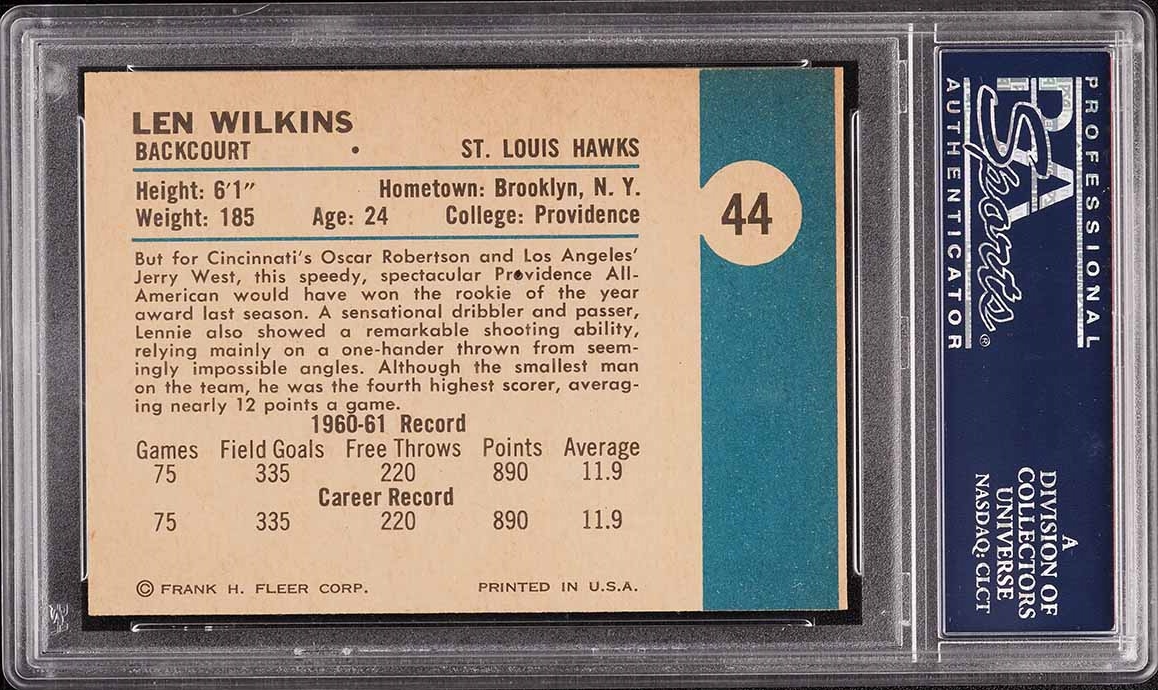 LEN WILKINS
BACKCOURT • ST. LOUIS HAWKS
Height: 6'1" Hometown: Brooklyn, N. Y.
Weight: 185 Age: 24 College: Providence
44
But for Cincinnati's Oscar Robertson and Los Angeles'
Jerry West, this speedy, spectacular Providence All-
American would have won the rookie of the year
award last season. A sensational dribbler and passer,
Lennie also showed a remarkable shooting ability,
relying mainly on a one-hander thrown from seem-
ingly impossible angles. Although the smallest man
on the team, he was the fourth highest scorer, averag-
ing nearly 12 points a game.
1960-61 Record
Games Field Goals Free Throws Points Average
75 335 220 890 11.9
Career Record
75 335 220 890 11.9
© FRANK H. FLEER CORP. PRINTED IN U.S.A.
PROFESSIONAL
PSA
Sports®
AUTHENTICATOR
A
DIVISION OF
COLLECTORS
UNIVERSE
NASDAQ: CLCT